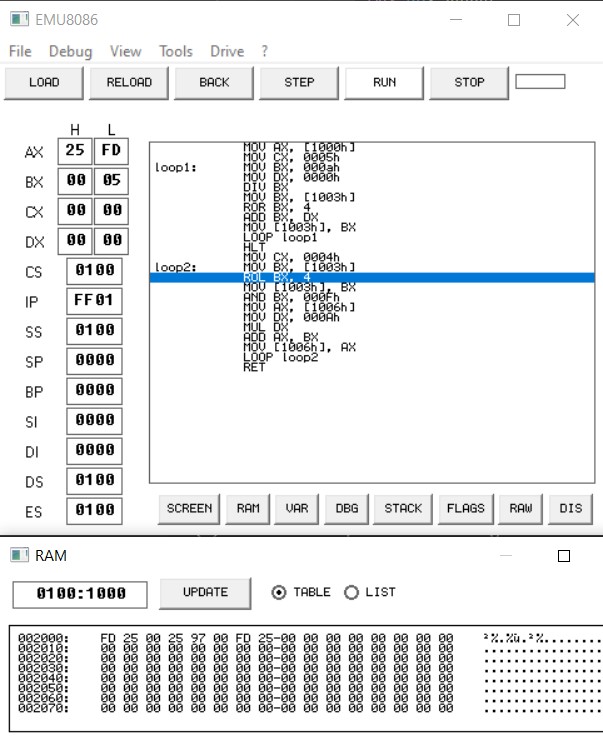 EMU8086
File Debug View Tools Drive ?
LOAD RELOAD BACK STEP RUN STOP
H L
AX 25 FD
BX 00 05
CX 00 00
DX 00 00
CS 0100
IP FF01
SS 0100
SP 0000
BP 0000
SI 0000
DI 0000
DS 0100
ES 0100
MOV AX, [1000h]
MOV CX, 0005h
loop1: MOV BX, 000ah
MOV DX, 0000h
DIV BX
MOV BX, [1003h]
ROR BX, 4
ADD BX, DX
MOV [1003h], BX
LOOP loop1
HLT
MOV CX, 0004h
loop2: MOV BX, [1003h]
ROL BX, 4
MOV [1003h], BX
AND BX, 000Fh
MOV AX, [1006h]
MOV DX, 000Ah
MUL DX
ADD AX, BX
MOV [1006h], AX
LOOP loop2
RET
SCREEN RAM VAR DBG STACK FLAGS RAW DIS
RAM
0100:1000 UPDATE TABLE LIST
002000: FD 25 00 25 97 00 FD 25-00 00 00 00 00 00 00 00 ²%.%ù.²%........
002010: 00 00 00 00 00 00 00 00-00 00 00 00 00 00 00 00 ................
002020: 00 00 00 00 00 00 00 00-00 00 00 00 00 00 00 00 ................
002030: 00 00 00 00 00 00 00 00-00 00 00 00 00 00 00 00 ................
002040: 00 00 00 00 00 00 00 00-00 00 00 00 00 00 00 00 ................
002050: 00 00 00 00 00 00 00 00-00 00 00 00 00 00 00 00 ................
002060: 00 00 00 00 00 00 00 00-00 00 00 00 00 00 00 00 ................
002070: 00 00 00 00 00 00 00 00-00 00 00 00 00 00 00 00 ................